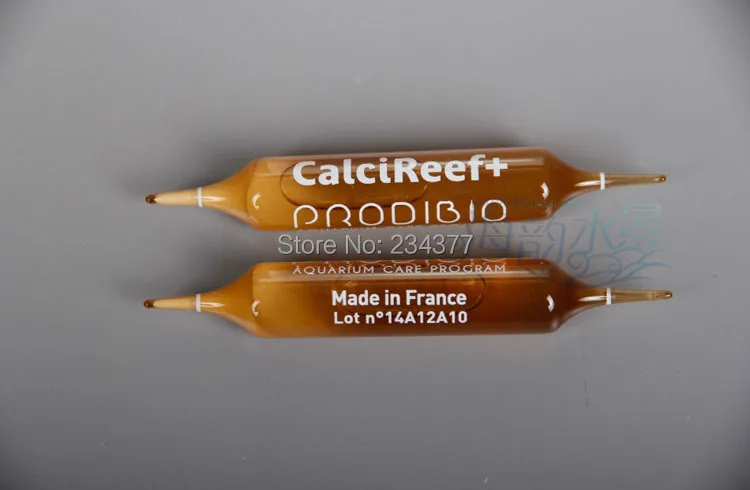 CalciReef+
PRODIBIO
Store No: 234377
AQUARIUM CARE PROGRAM
Made in France
Lot n°14A12A10